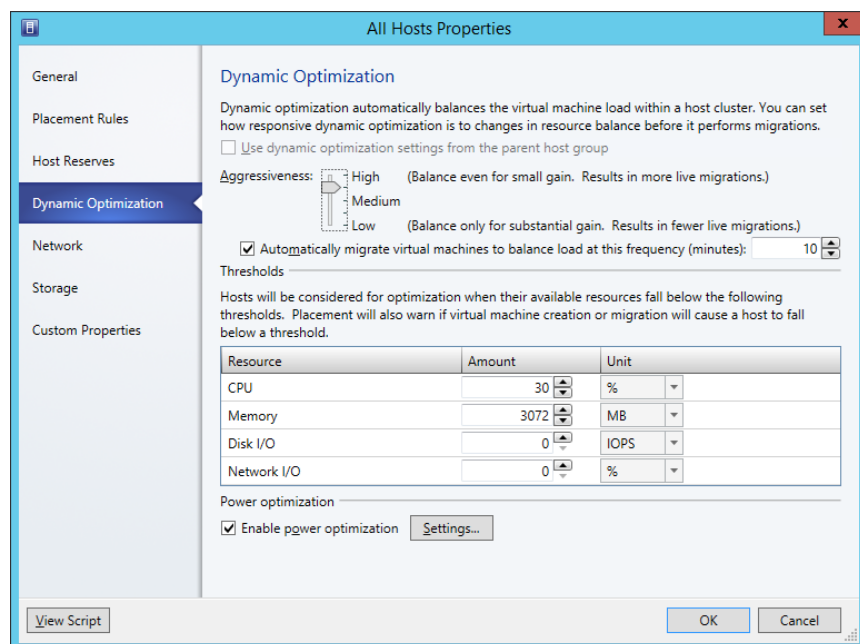 All Hosts Properties
x
General
Placement Rules
Host Reserves
Dynamic Optimization
Network
Storage
Custom Properties
Dynamic Optimization
Dynamic optimization automatically balances the virtual machine load within a host cluster. You can set
how responsive dynamic optimization is to changes in resource balance before it performs migrations.
Use dynamic optimization settings from the parent host group
Aggressiveness: High (Balance even for small gain. Results in more live migrations.)
Medium
Low (Balance only for substantial gain. Results in fewer live migrations.)
Automatically migrate virtual machines to balance load at this frequency (minutes): 10
Thresholds
Hosts will be considered for optimization when their available resources fall below the following
thresholds. Placement will also warn if virtual machine creation or migration will cause a host to fall
below a threshold.
Resource Amount Unit
CPU 30 %
Memory 3072 MB
Disk I/O 0 IOPS
Network I/O 0 %
Power optimization
Enable power optimization Settings...
View Script OK Cancel